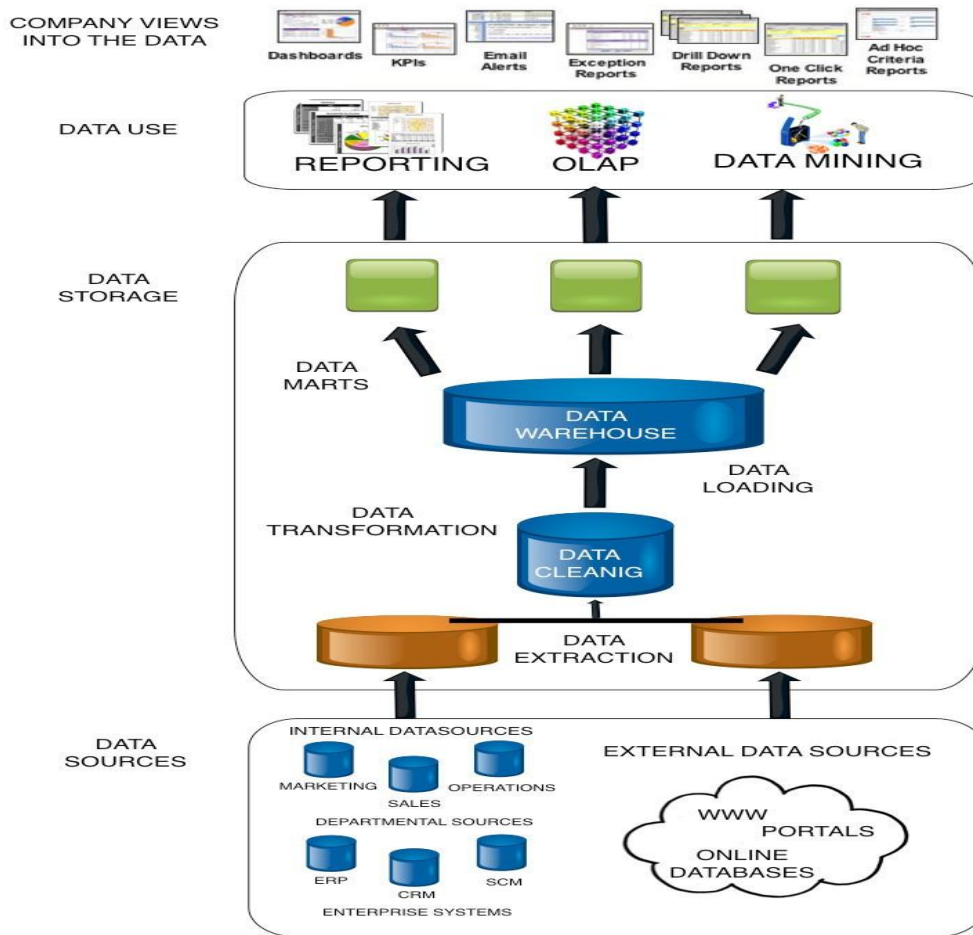 COMPANY VIEWS
INTO THE DATA
Dashboards
KPIs
Email
Alerts
Exception
Reports
Drill Down
Reports
One Click
Reports
Ad Hoc
Criteria
Reports
DATA USE
REPORTING
OLAP
DATA MINING
DATA
STORAGE
DATA
MARTS
DATA
WAREHOUSE
DATA
LOADING
DATA
TRANSFORMATION
DATA
CLEANIG
DATA
EXTRACTION
DATA
SOURCES
INTERNAL DATASOURCES
MARKETING
SALES
OPERATIONS
DEPARTMENTAL SOURCES
ERP
CRM
SCM
ENTERPRISE SYSTEMS
EXTERNAL DATA SOURCES
WWW
PORTALS
ONLINE
DATABASES